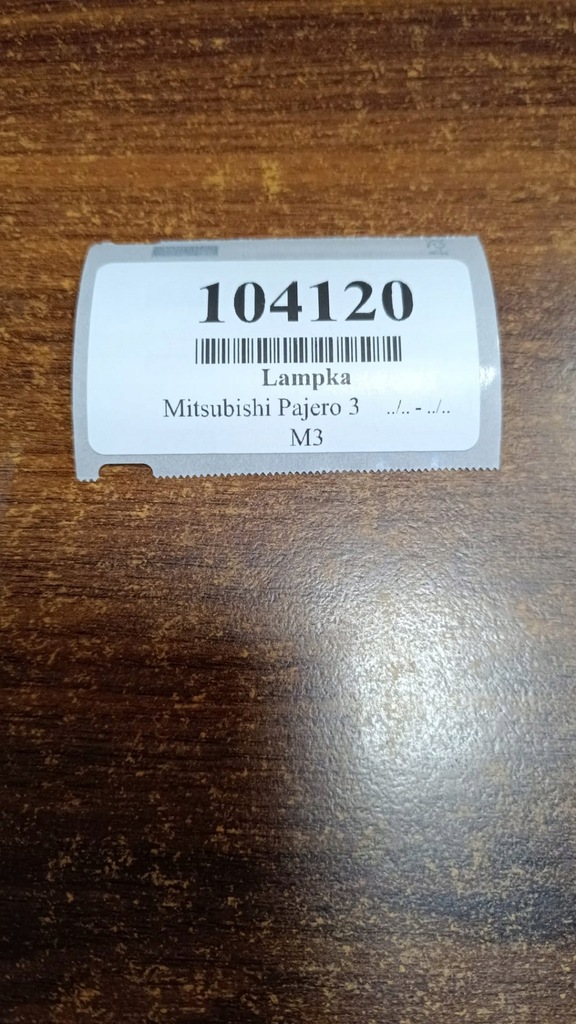 104120
Lampka
Mitsubishi Pajero 3 ../.. - ../..
M3